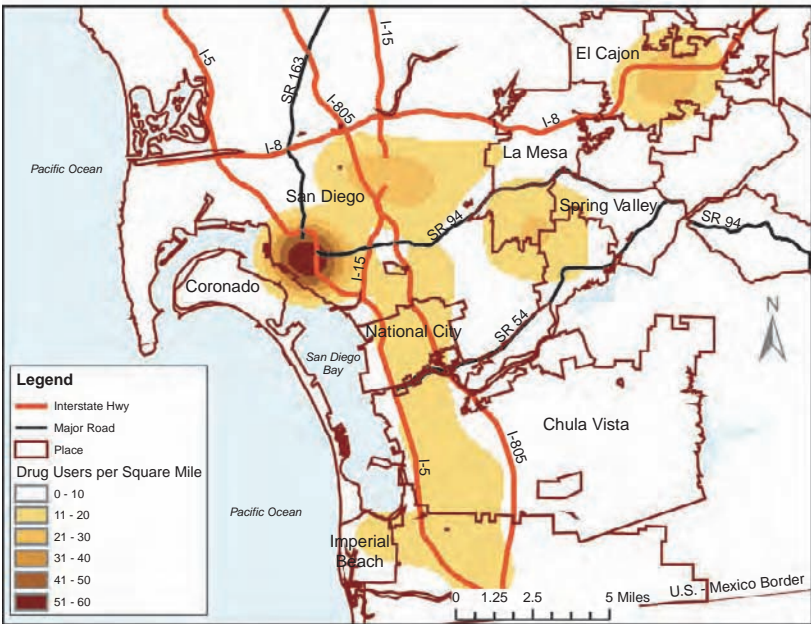 I-5
SR 163
I-805
I-15
El Cajon
I-8
I-8
Pacific Ocean
La Mesa
San Diego
Spring Valley
SR 94
SR 94
I-15
Coronado
National City
SR 54
San Diego
Bay
N
Chula Vista
I-805
I-5
Pacific Ocean
Imperial
Beach
U.S. - Mexico Border
0 1.25 2.5 5 Miles
Legend
Interstate Hwy
Major Road
Place
Drug Users per Square Mile
0 - 10
11 - 20
21 - 30
31 - 40
41 - 50
51 - 60